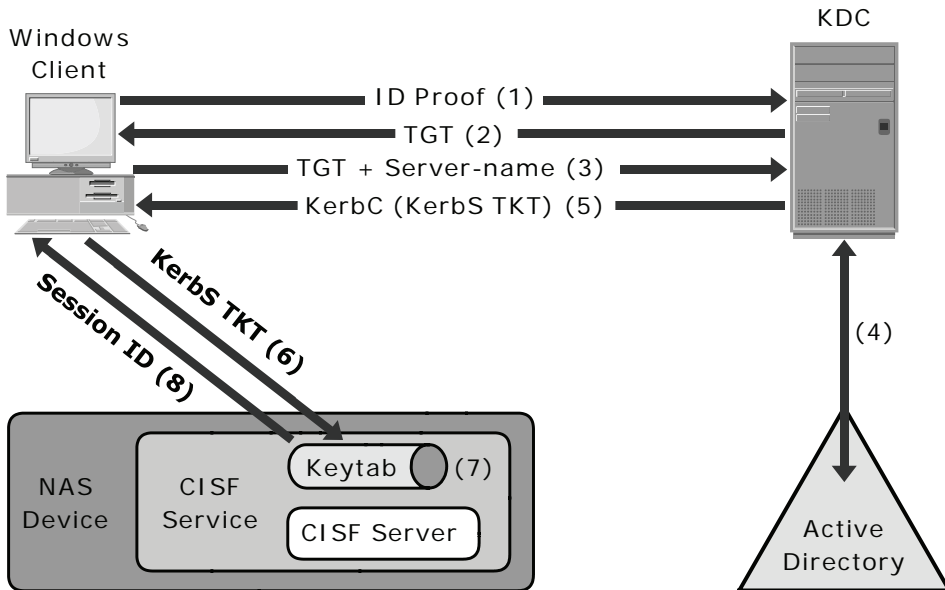 Windows
Client
KDC
ID Proof (1)
TGT (2)
TGT + Server-name (3)
KerbC (KerbS TKT) (5)
KerbS TKT (6)
Session ID (8)
(4)
NAS
Device
CISF
Service
Keytab
(7)
CISF Server
Active
Directory